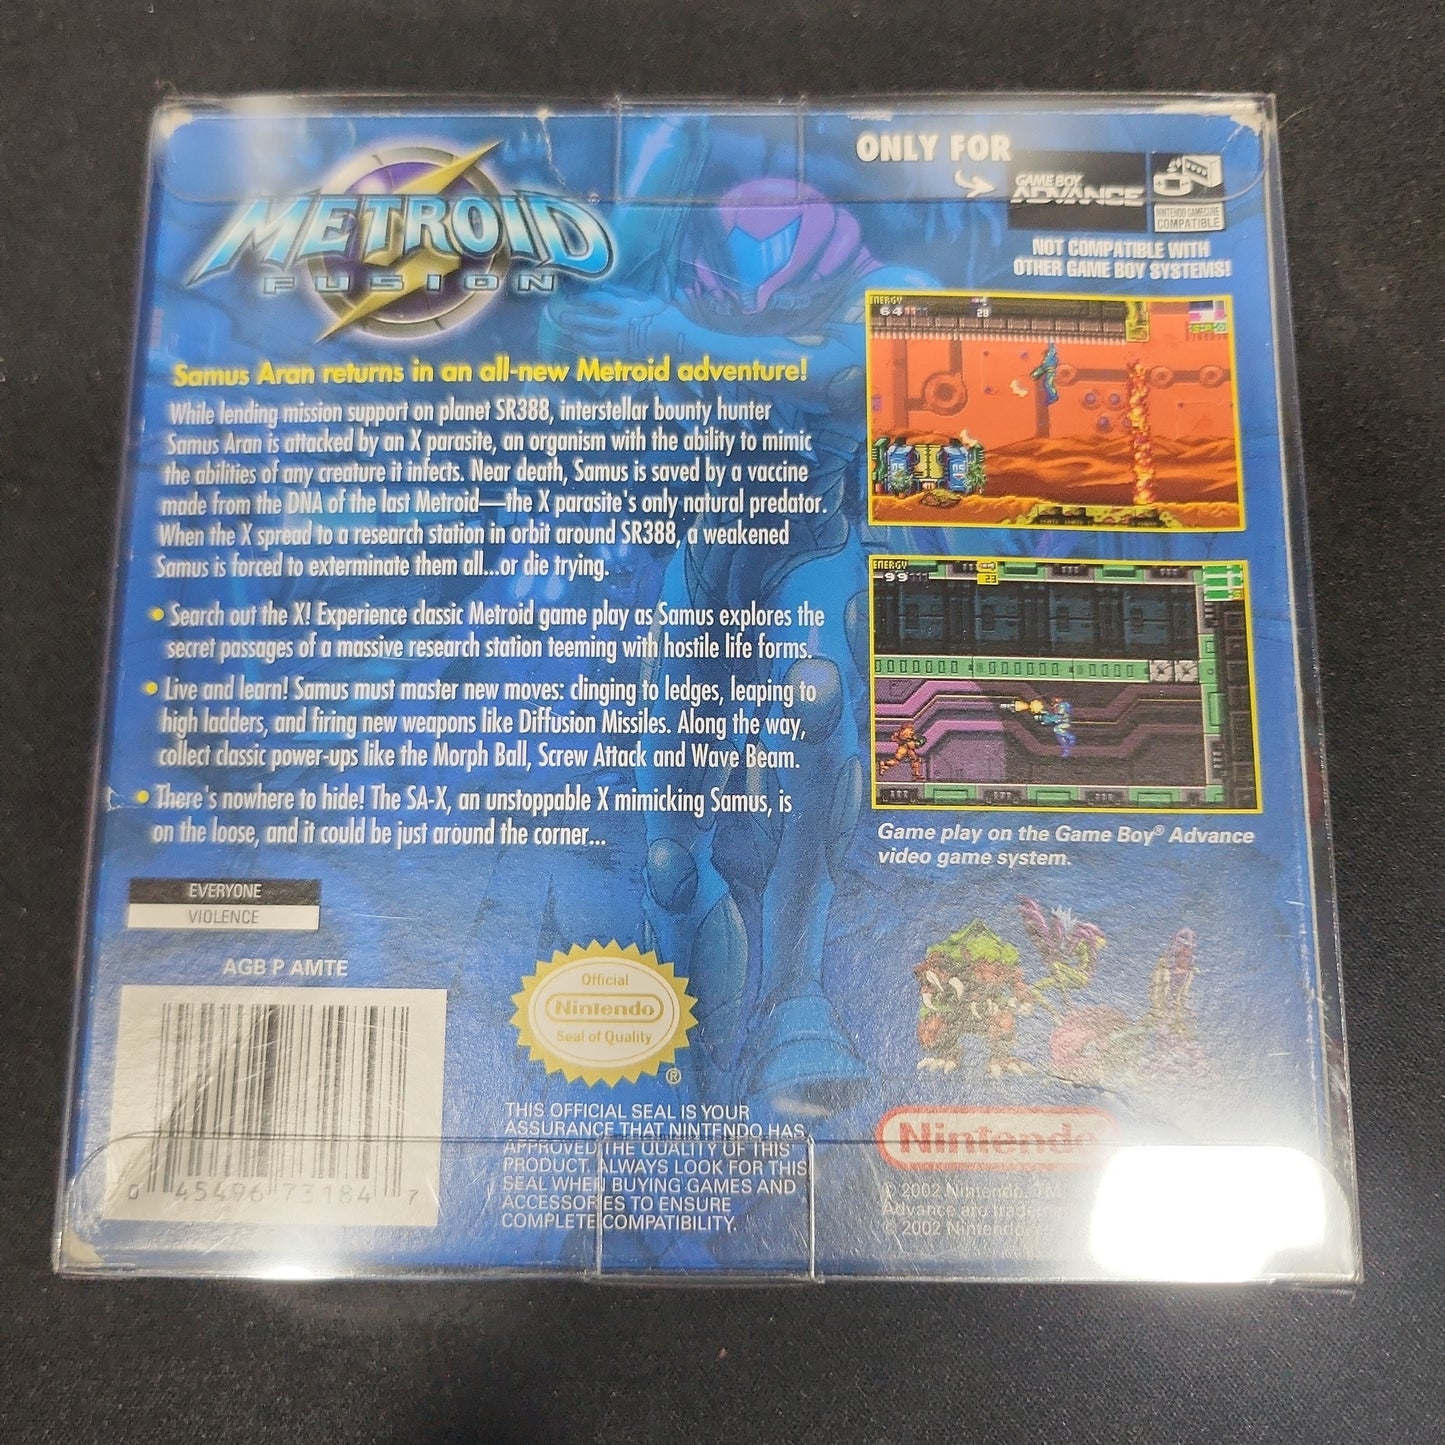 METROID
FUSION
ONLY FOR
GAME BOY
ADVANCE
NINTENDO GAMECUBE
COMPATIBLE
NOT COMPATIBLE WITH
OTHER GAME BOY SYSTEMS!
Samus Aran returns in an all-new Metroid adventure!
While lending mission support on planet SR388, interstellar bounty hunter
Samus Aran is attacked by an X parasite, an organism with the ability to mimic
the abilities of any creature it infects. Near death, Samus is saved by a vaccine
made from the DNA of the last Metroid—the X parasite's only natural predator.
When the X spread to a research station in orbit around SR388, a weakened
Samus is forced to exterminate them all...or die trying.
• Search out the X! Experience classic Metroid game play as Samus explores the
secret passages of a massive research station teeming with hostile life forms.
• Live and learn! Samus must master new moves: clinging to ledges, leaping to
high ladders, and firing new weapons like Diffusion Missiles. Along the way,
collect classic power-ups like the Morph Ball, Screw Attack and Wave Beam.
• There's nowhere to hide! The SA-X, an unstoppable X mimicking Samus, is
on the loose, and it could be just around the corner...
ENERGY
64
28
ENERGY
99
23
Game play on the Game Boy® Advance
video game system.
EVERYONE
VIOLENCE
AGB P AMTE
0 45496 73184 7
Official
Nintendo
Seal of Quality
®
THIS OFFICIAL SEAL IS YOUR
ASSURANCE THAT NINTENDO HAS
APPROVED THE QUALITY OF THIS
PRODUCT. ALWAYS LOOK FOR THIS
SEAL WHEN BUYING GAMES AND
ACCESSORIES TO ENSURE
COMPLETE COMPATIBILITY.
Nintendo
© 2002 Nintendo. TM
Advance are
© 2002 Nintendo